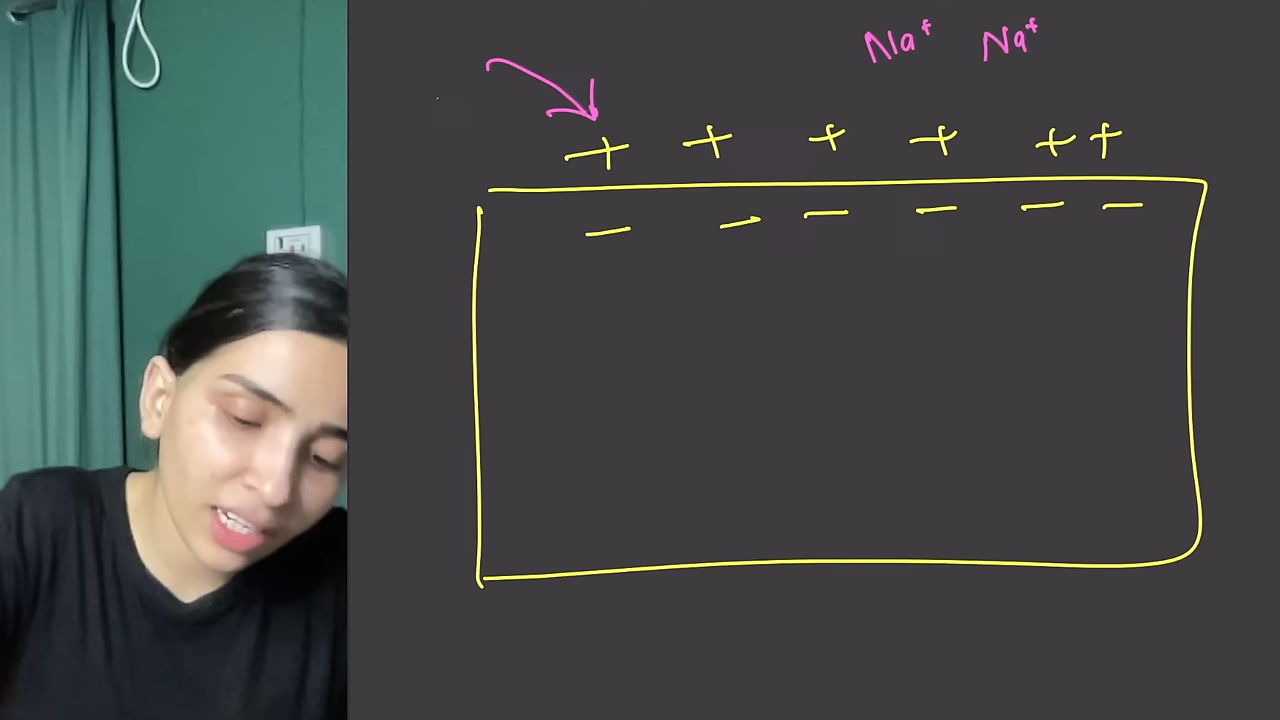 Na⁺ Na⁺
+ + + + + +
− − − − − −